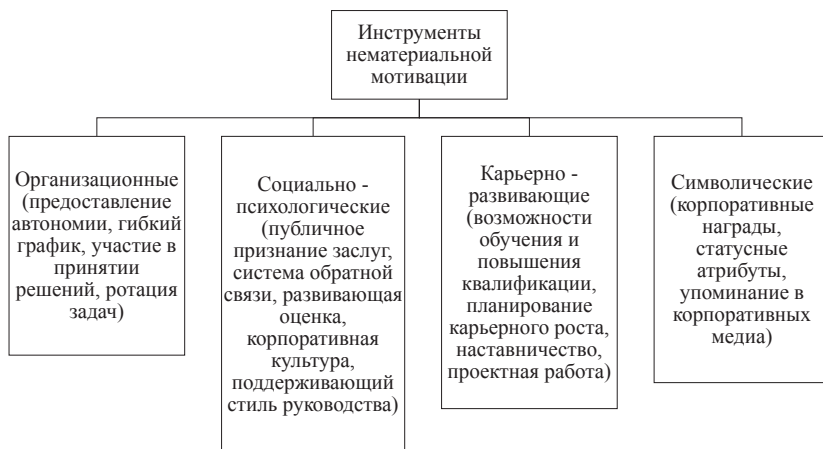 Инструменты
нематериальной
мотивации
Организационные
(предоставление
автономии, гибкий
график, участие в
принятии
решений, ротация
задач)
Социально -
психологические
(публичное
признание заслуг,
система обратной
связи, развивающая
оценка,
корпоративная
культура,
поддерживающий
стиль руководства)
Карьерно -
развивающие
(возможности
обучения и
повышения
квалификации,
планирование
карьерного роста,
наставничество,
проектная работа)
Символические
(корпоративные
награды,
статусные
атрибуты,
упоминание в
корпоративных
медиа)